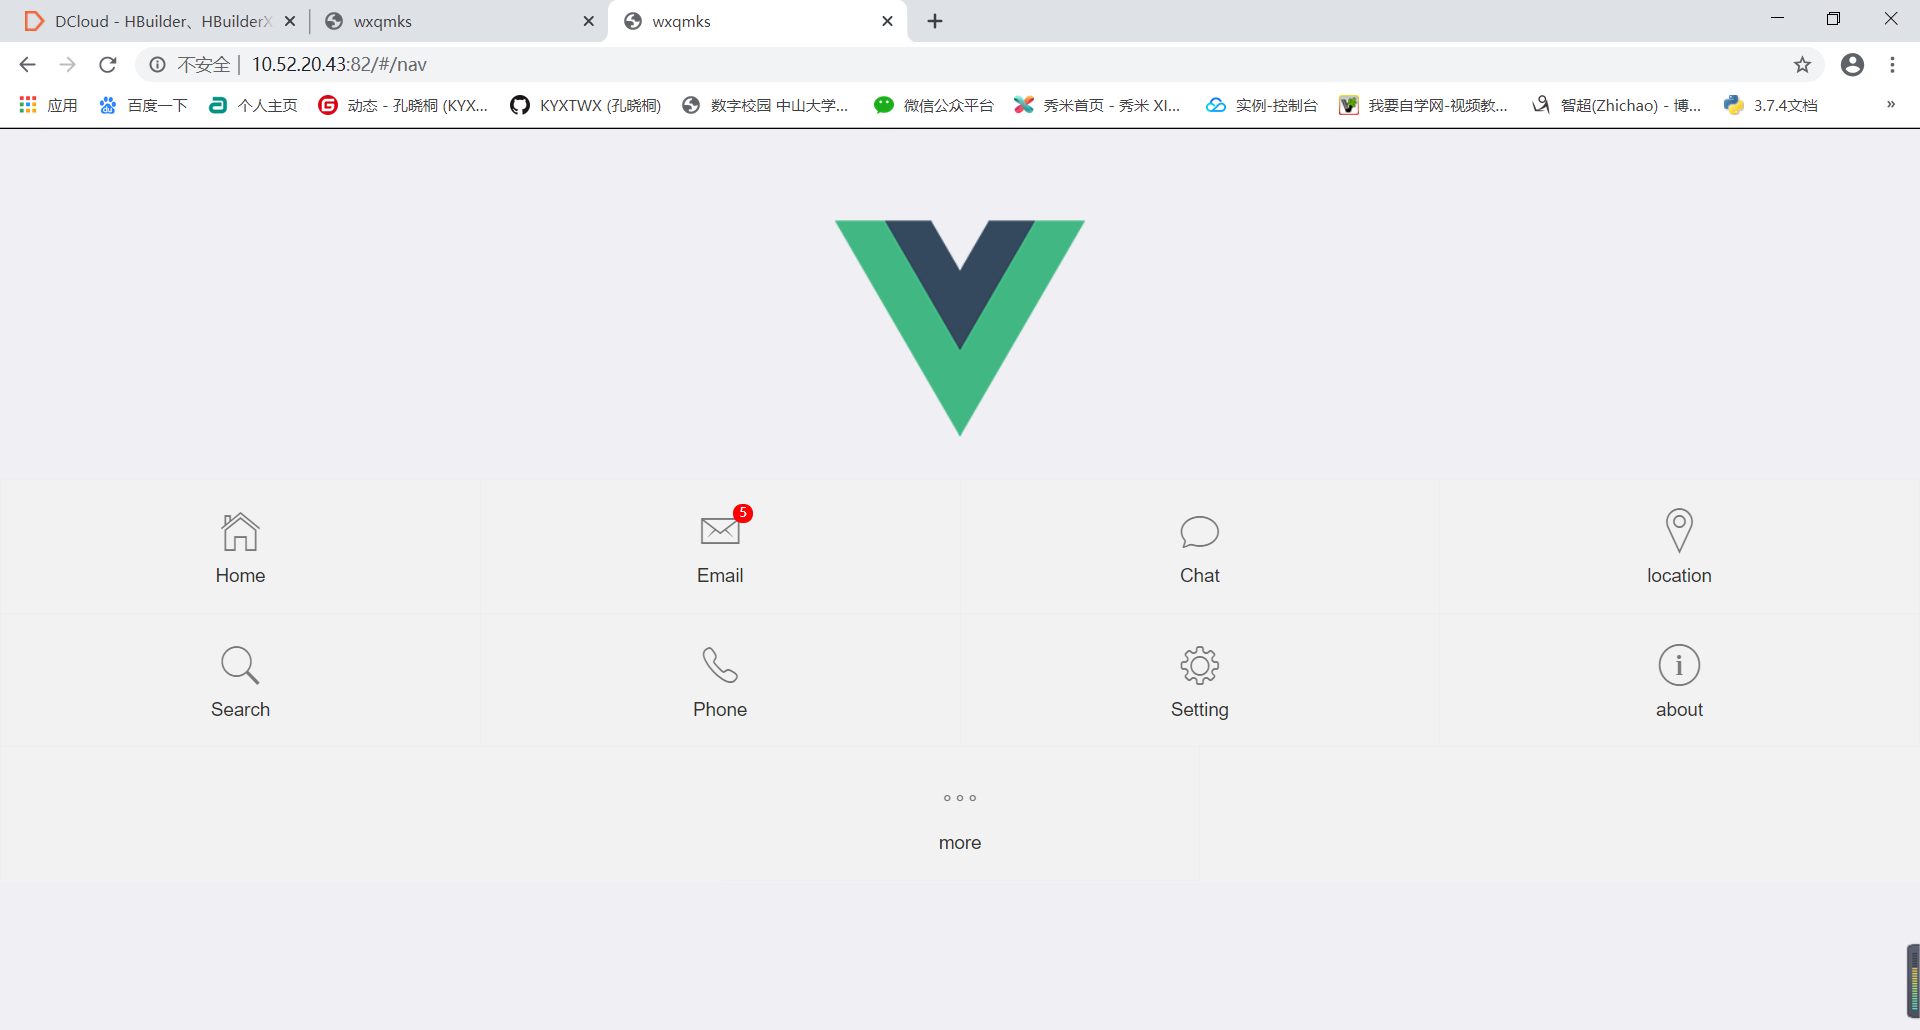 DCloud - HBuilder、HBuilderX
wxqmks
wxqmks
不安全 | 10.52.20.43:82/#/nav
应用
百度一下
个人主页
动态 - 孔晓桐 (KYX...
KYXTWX (孔晓桐)
数字校园 中山大学...
微信公众平台
秀米首页 - 秀米 XI...
实例-控制台
我要自学网-视频教...
智超(Zhichao) - 博...
3.7.4文档
»
Home
5
Email
Chat
location
Search
Phone
Setting
about
more